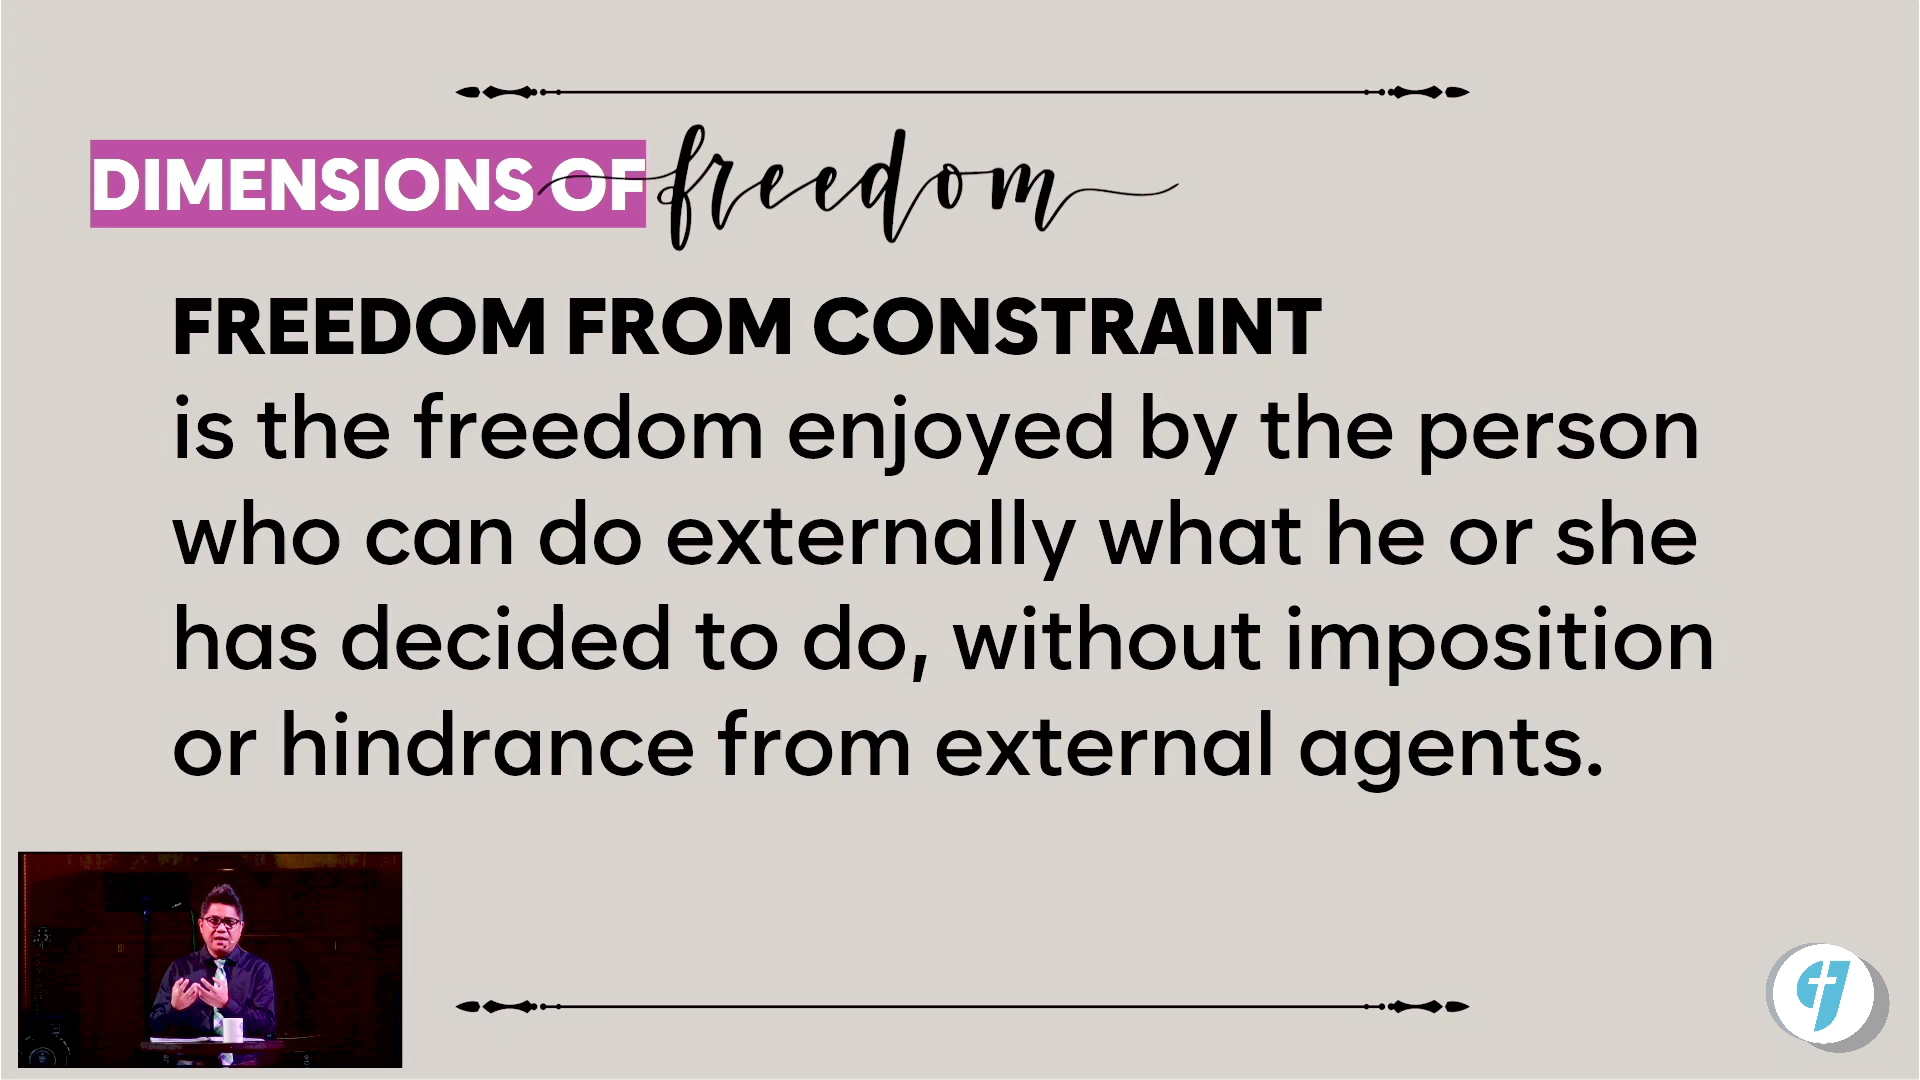 DIMENSIONS OF freedom
FREEDOM FROM CONSTRAINT
is the freedom enjoyed by the person
who can do externally what he or she
has decided to do, without imposition
or hindrance from external agents.